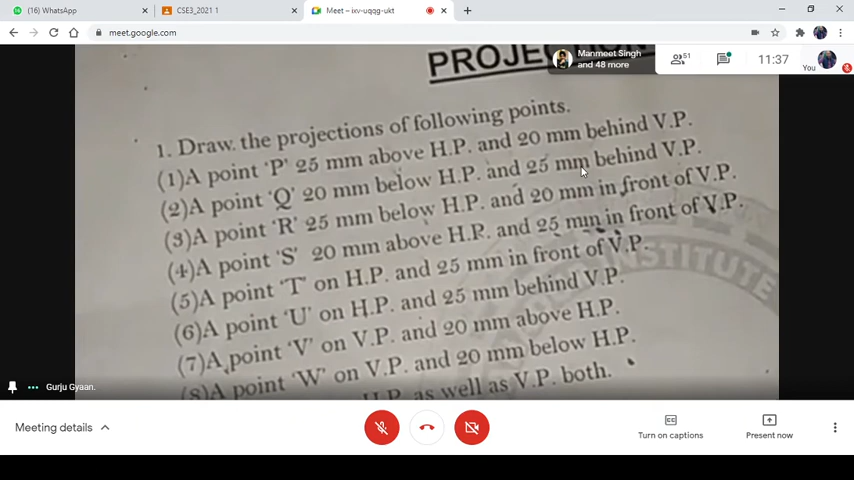 (16) WhatsApp
CSE3_2021 1
Meet – ixv-uqqg-ukt
meet.google.com
Manmeet Singh
and 48 more
51
11:37
You
1. Draw. the projections of following points.
(1)A point 'P' 25 mm above H.P. and 20 mm behind V.P.
(2)A point 'Q' 20 mm below H.P. and 25 mm behind V.P.
(3)A point 'R' 25 mm below H.P. and 20 mm in front of V.P.
(4)A point 'S' 20 mm above H.P. and 25 mm in front of V.P.
(5)A point 'T' on H.P. and 25 mm in front of V.P.
(6)A point 'U' on H.P. and 25 mm behind V.P.
(7)A point 'V' on V.P. and 20 mm above H.P.
(8)A point 'W' on V.P. and 20 mm below H.P.
H.P. as well as V.P. both.
INSTITUTE
Gurju Gyaan.
Meeting details
Turn on captions
Present now